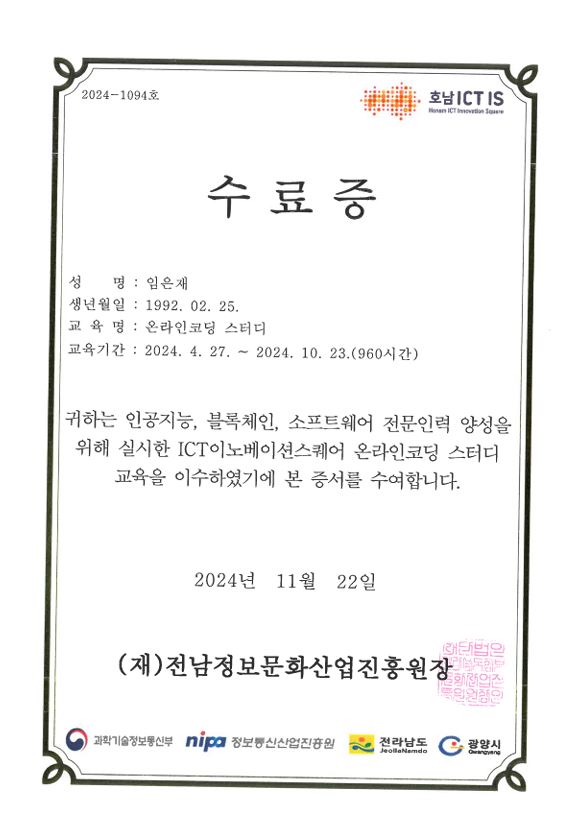 2024-1094호
호남 ICT IS
Honam ICT Innovation Square
수 료 증
성 명 : 임은재
생년월일 : 1992. 02. 25.
교 육 명 : 온라인코딩 스터디
교육기간 : 2024. 4. 27. ~ 2024. 10. 23.(960시간)
귀하는 인공지능, 블록체인, 소프트웨어 전문인력 양성을
위해 실시한 ICT이노베이션스퀘어 온라인코딩 스터디
교육을 이수하였기에 본 증서를 수여합니다.
2024년 11월 22일
(재)전남정보문화산업진흥원장
재단법인
과학기술정보통신부 nipa 정보통신산업진흥원 전라남도 JeollaNamdo 광양시 Gwangyang